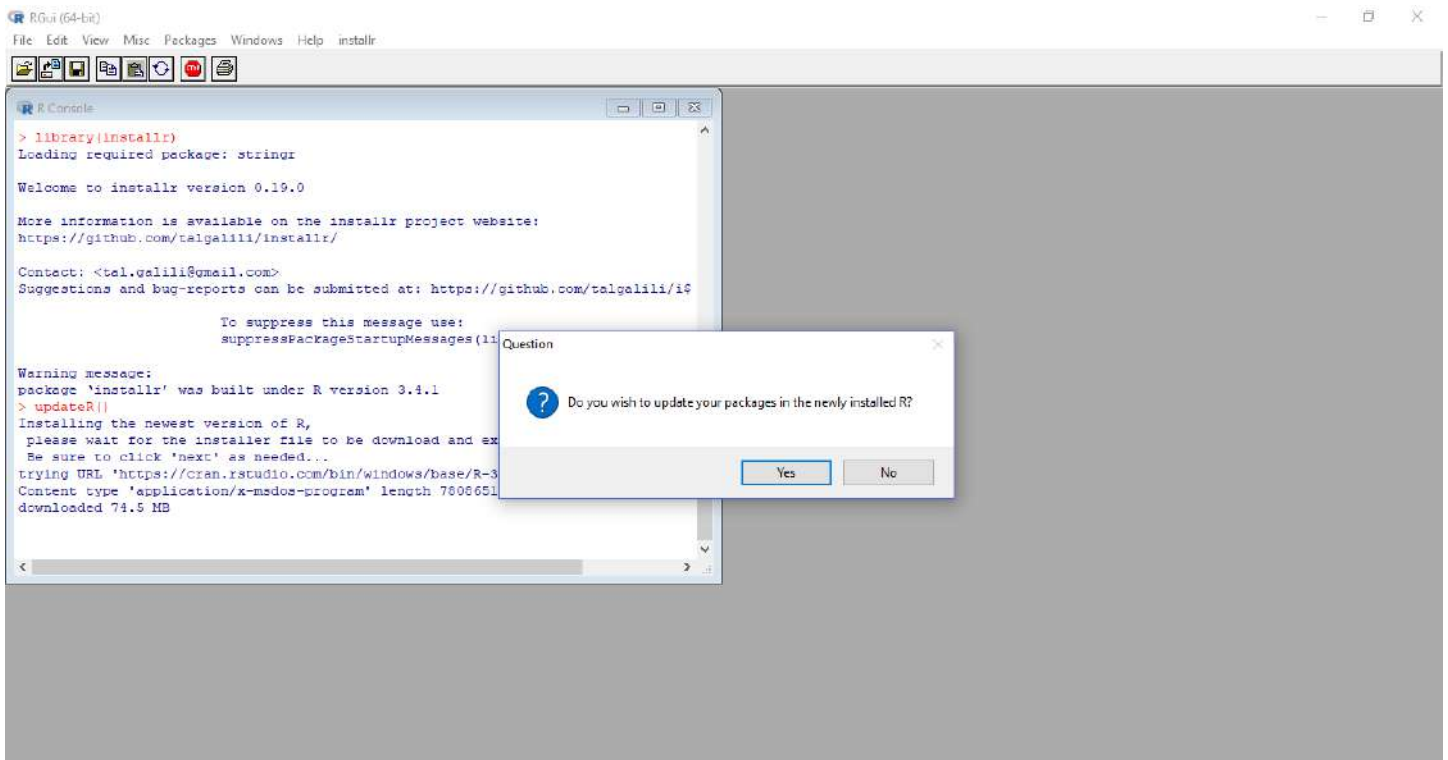 RGui (64-bit)
File Edit View Misc Packages Windows Help installr
R Console
> library(installr)
Loading required package: stringr
Welcome to installr version 0.19.0
More information is available on the installr project website:
https://github.com/talgalili/installr/
Contact: <tal.galili@gmail.com>
Suggestions and bug-reports can be submitted at: https://github.com/talgalili/i$
To suppress this message use:
suppressPackageStartupMessages(li
Warning message:
package 'installr' was built under R version 3.4.1
> updateR()
Installing the newest version of R,
please wait for the installer file to be download and ex
Be sure to click 'next' as needed...
trying URL 'https://cran.rstudio.com/bin/windows/base/R-3
Content type 'application/x-msdos-program' length 7808651
downloaded 74.5 MB
Question
Do you wish to update your packages in the newly installed R?
Yes No